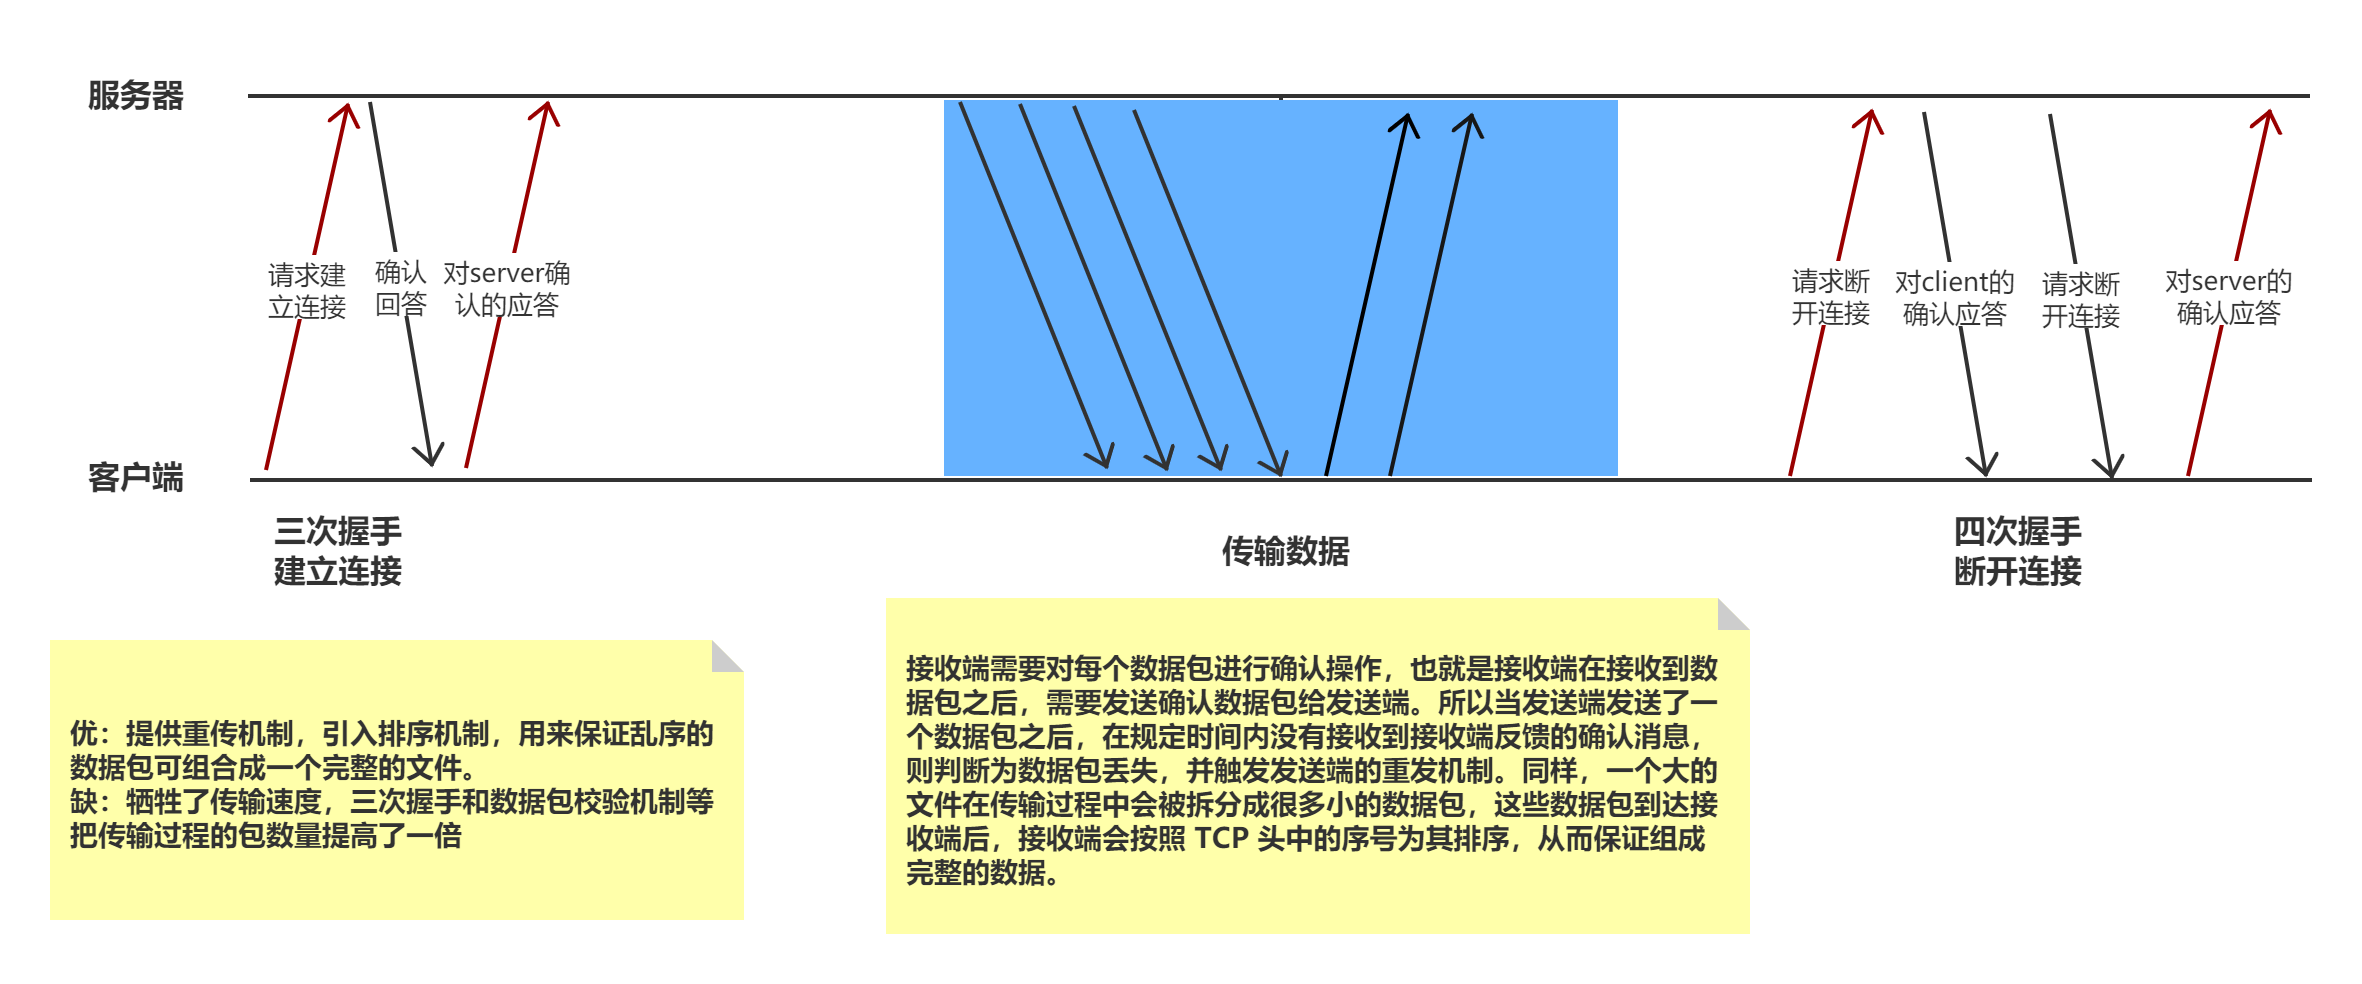 服务器
请求建
立连接
确认
回答
对server确
认的应答
请求断
开连接
对client的
确认应答
请求断
开连接
对server的
确认应答
客户端
三次握手
建立连接
传输数据
四次握手
断开连接
优：提供重传机制，引入排序机制，用来保证乱序的
数据包可组合成一个完整的文件。
缺：牺牲了传输速度，三次握手和数据包校验机制等
把传输过程的包数量提高了一倍
接收端需要对每个数据包进行确认操作，也就是接收端在接收到数
据包之后，需要发送确认数据包给发送端。所以当发送端发送了一
个数据包之后，在规定时间内没有接收到接收端反馈的确认消息，
则判断为数据包丢失，并触发发送端的重发机制。同样，一个大的
文件在传输过程中会被拆分成很多小的数据包，这些数据包到达接
收端后，接收端会按照 TCP 头中的序号为其排序，从而保证组成
完整的数据。